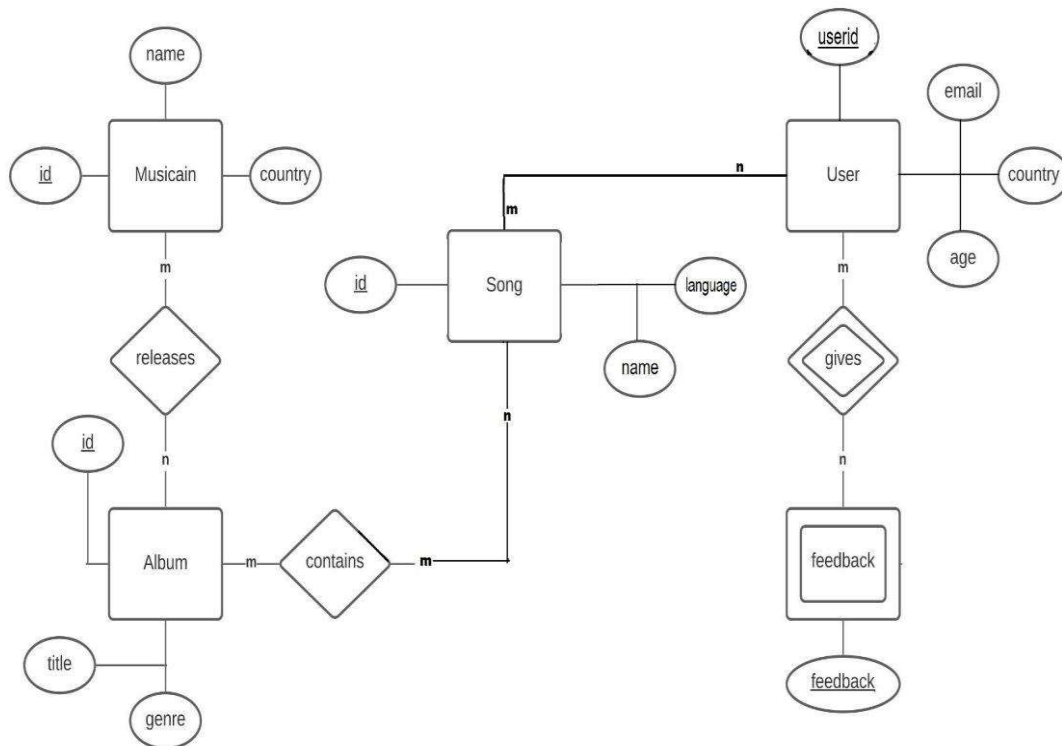 userid
name
email
id
Musicain
country
n
User
country
m
m
id
Song
language
age
m
releases
name
gives
id
n
n
n
Album
m
contains
m
feedback
title
genre
feedback